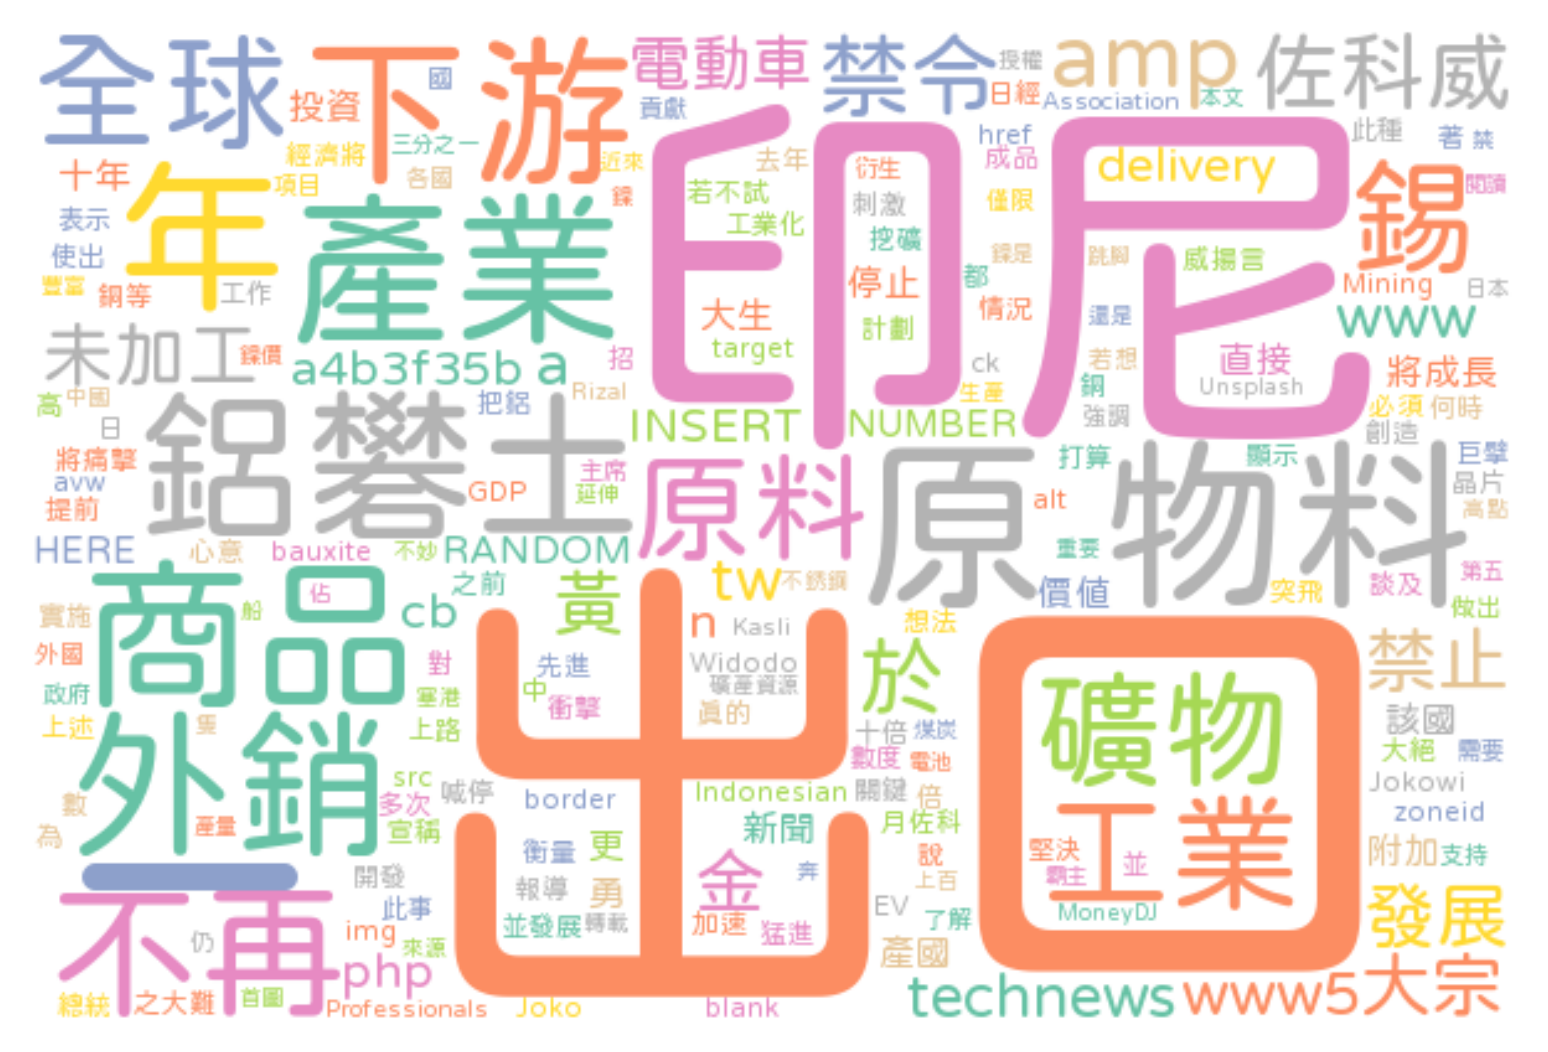 全球
下游
國
電動車
禁令
授權
amp
佐科威
投資
貢獻
日經
Association
本文
三分之一
href
此種
著
禁
十年
經濟將
近來
去年
衍生
成品
delivery
錫
閱讀
年
項目
各國
鎳
若不試
刺激
僅限
表示
產業
印尼
工業化
挖礦
使出
鎳是
跳腳
威揚言
豐富
銅等
工作
停止
都
Mining
日本
大生
情況
還是
www
計劃
未加工
鎳價
a4b3f35b
a
招
target
ck
若想
直接
將成長
高
中國
把鋁
Rizal
生產
銅
Unsplash
必須
何時
日
鋁礬土
INSERT
NUMBER
強調
創造
將痛擊
主席
原料
原物料
打算
顯示
巨擘
avw
GDP
延伸
晶片
提前
alt
高點
HERE
心意
bauxite
不妙
RANDOM
重要
商品
佔
之前
黃
tw
不銹鋼
價值
突飛
談及
第五
實施
船
cb
n
Kasli
想法
做出
外國
對
先進
Widodo
於
禁止
政府
塞港
中
礦產資源
礦物
上述
隻
上路
衝擊
真的
十倍
煤炭
該國
外銷
出
口
數度
電池
大絕
需要
src
喊停
border
Indonesian
關鍵
倍
Jokowi
數
多次
zoneid
為
產量
宣稱
新聞
月佐科
工業
一
衡量
更
說
堅決
附加
支持
開發
報導
勇
金
奔
上百
霸主
並
不再
此事
並發展
轉載
加速
猛進
EV
了解
MoneyDJ
發展
仍
img
來源
產國
php
總統
之大難
首圖
Professionals
Joko
blank
technews
www5
大宗